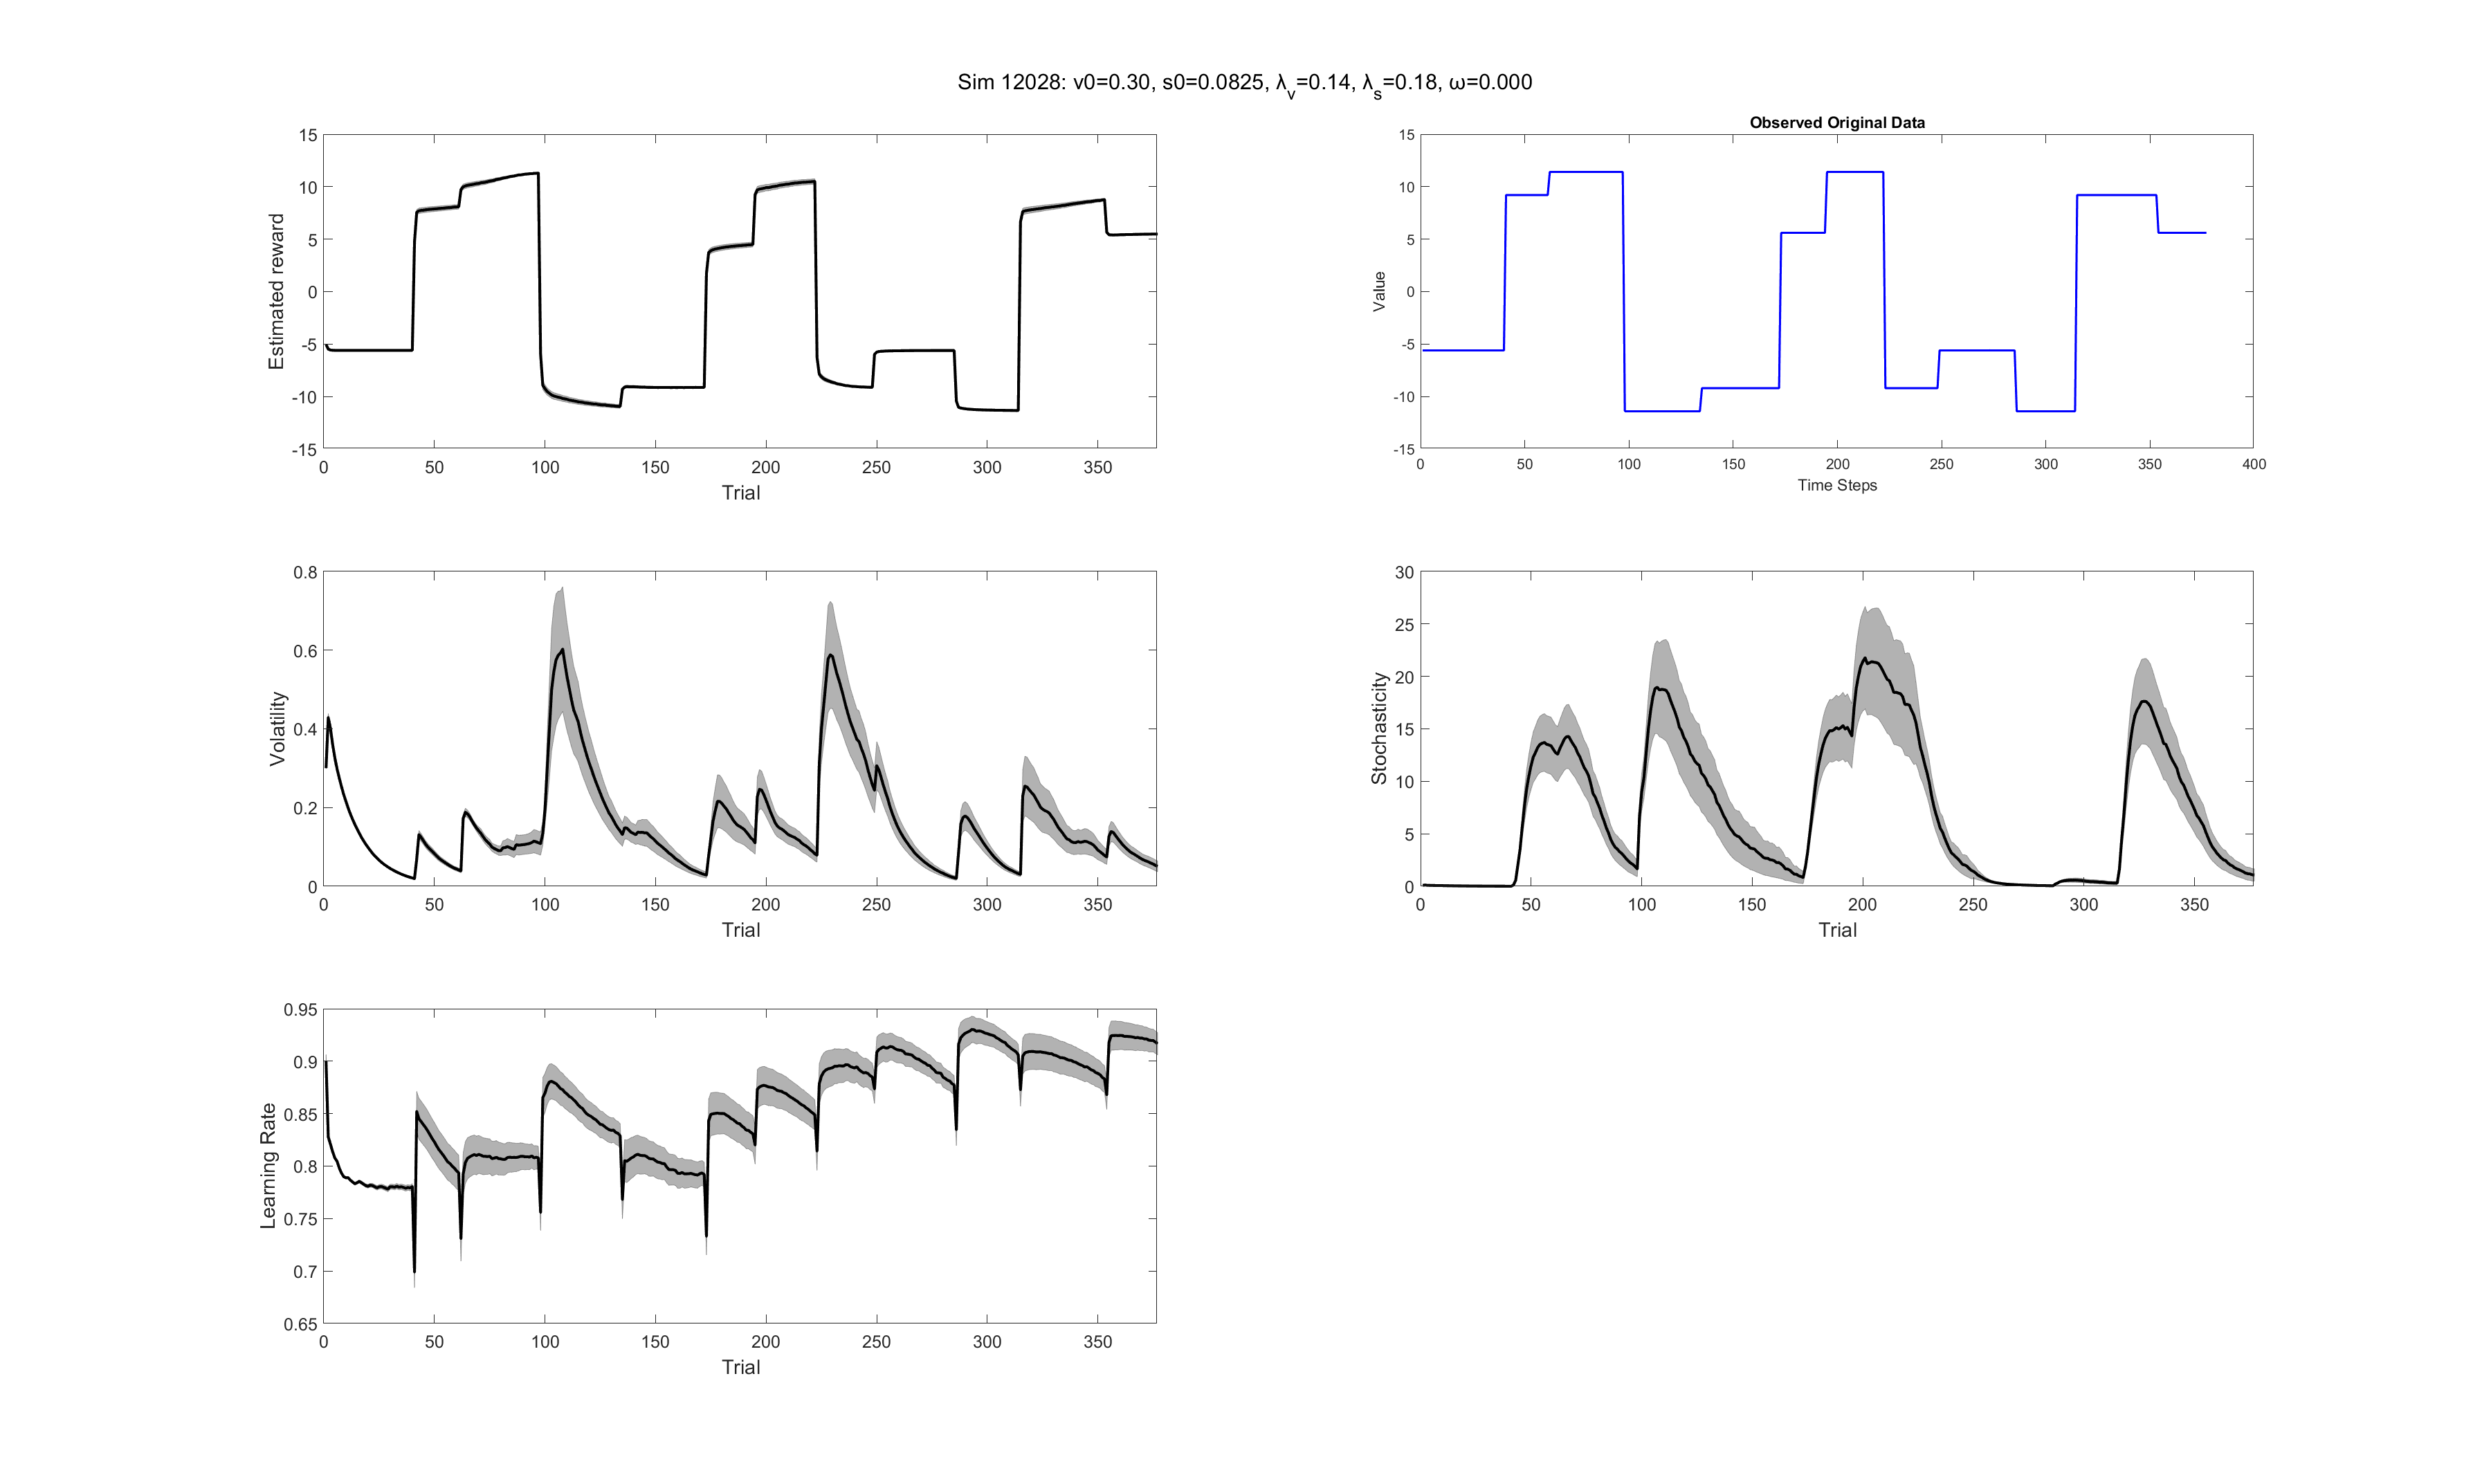 Sim 12028: v0=0.30, s0=0.0825, λv=0.14, λs=0.18, ω=0.000
15
10
5
0
-5
-10
-15
0 50 100 150 200 250 300 350
Trial
Estimated reward
Observed Original Data
15
10
5
0
-5
-10
-15
0 50 100 150 200 250 300 350 400
Time Steps
Value
0.8
0.6
0.4
0.2
0
0 50 100 150 200 250 300 350
Trial
Volatility
30
25
20
15
10
5
0
0 50 100 150 200 250 300 350
Trial
Stochasticity
0.95
0.9
0.85
0.8
0.75
0.7
0.65
0 50 100 150 200 250 300 350
Trial
Learning Rate